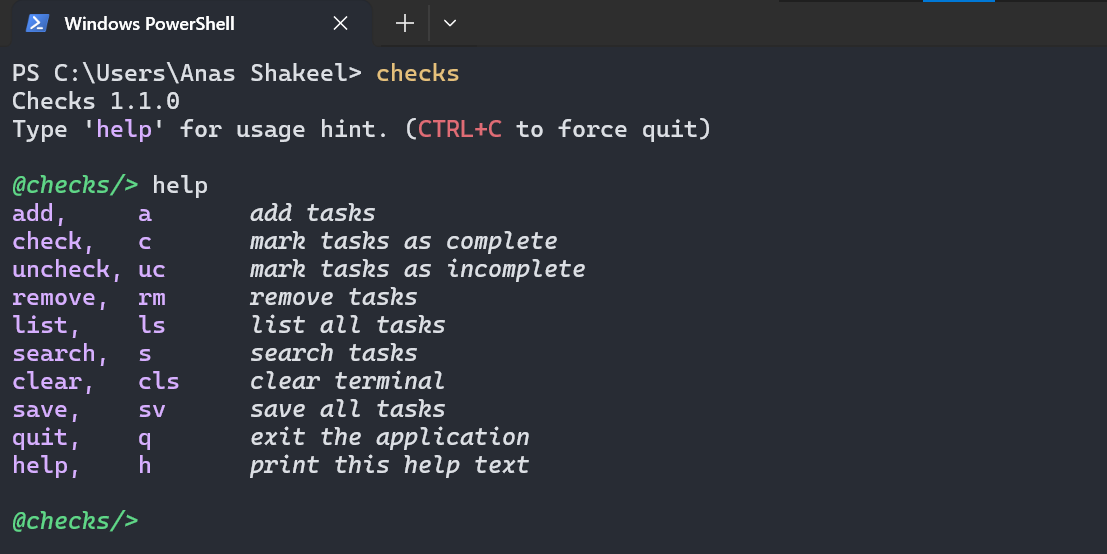 Windows PowerShell
PS C:\Users\Anas Shakeel> checks
Checks 1.1.0
Type 'help' for usage hint. (CTRL+C to force quit)
@checks/> help
add, a add tasks
check, c mark tasks as complete
uncheck, uc mark tasks as incomplete
remove, rm remove tasks
list, ls list all tasks
search, s search tasks
clear, cls clear terminal
save, sv save all tasks
quit, q exit the application
help, h print this help text
@checks/>